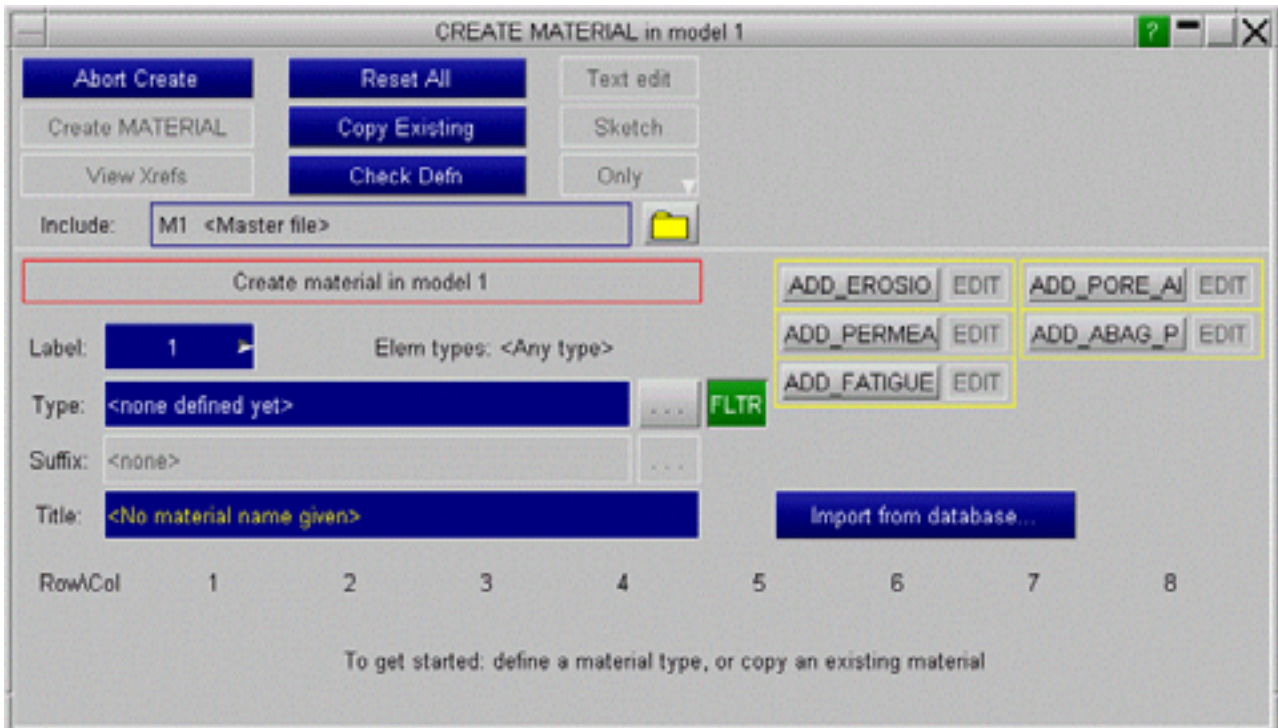 CREATE MATERIAL in model 1 ?
Abort Create Reset All Text edit
Create MATERIAL Copy Existing Sketch
View Xrefs Check Defn Only
Include: M1 <Master file>
Create material in model 1 ADD_EROSIO EDIT ADD_PORE_AI EDIT
Label: 1 Elem types: <Any type> ADD_PERMEA EDIT ADD_ABAG_P EDIT
Type: <none defined yet> ... FLTR ADD_FATIGUE EDIT
Suffix: <none> ...
Title: <No material name given> Import from database...
Row\Col 1 2 3 4 5 6 7 8
To get started: define a material type, or copy an existing material